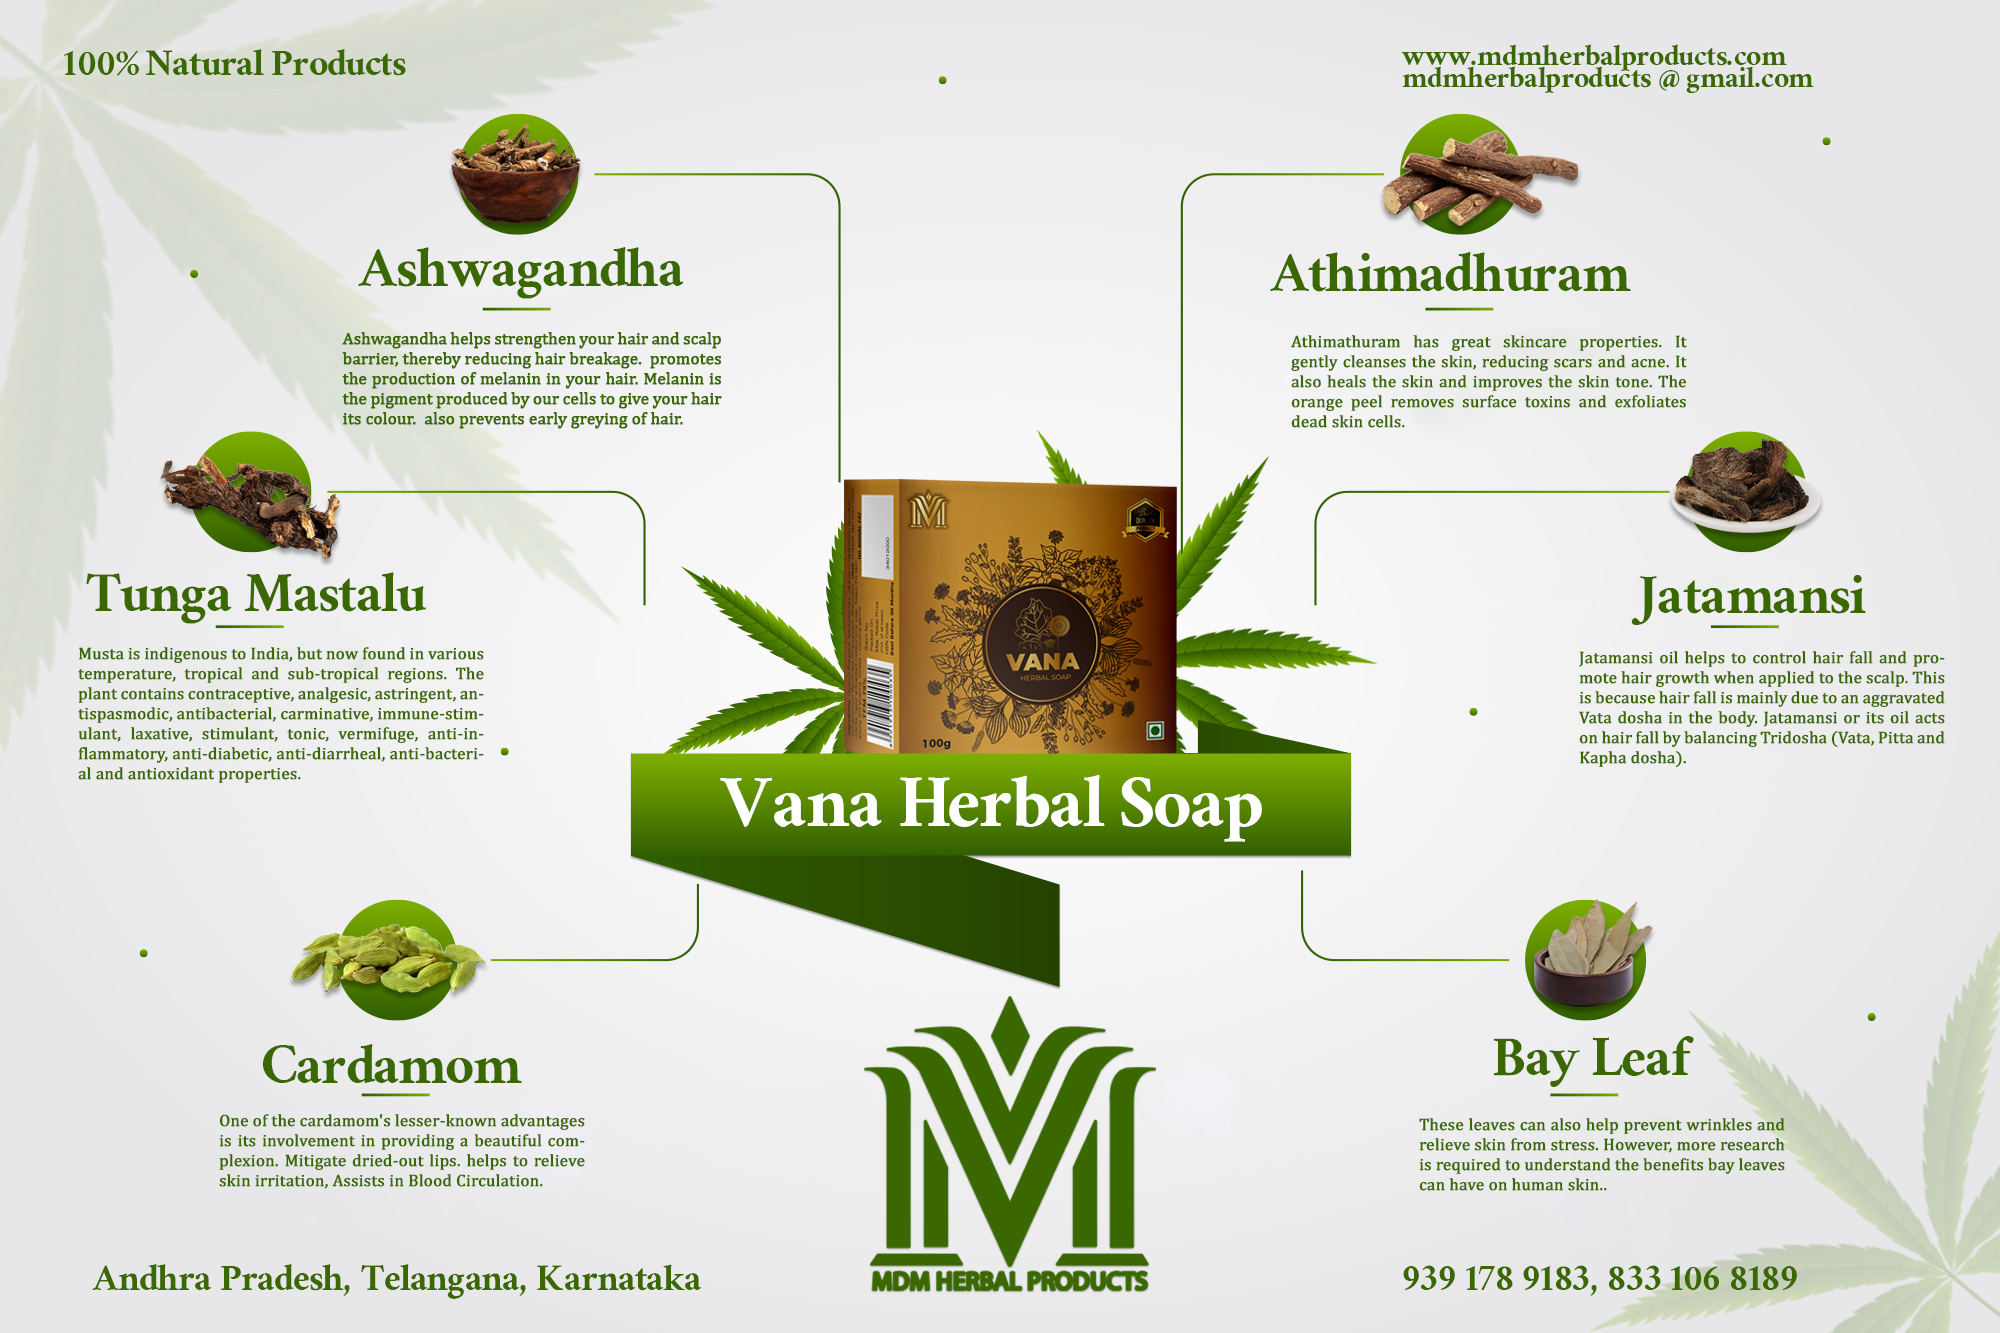 100% Natural Products
www.mdmherbalproducts.com
mdmherbalproducts @ gmail.com
Ashwagandha
Ashwagandha helps strengthen your hair and scalp
barrier, thereby reducing hair breakage.  promotes
the production of melanin in your hair. Melanin is
the pigment produced by our cells to give your hair
its colour.  also prevents early greying of hair.
Athimadhuram
Athimathuram has great skincare properties. It
gently cleanses the skin, reducing scars and acne. It
also heals the skin and improves the skin tone. The
orange peel removes surface toxins and exfoliates
dead skin cells.
Tunga Mastalu
Musta is indigenous to India, but now found in various
temperature, tropical and sub-tropical regions. The
plant contains contraceptive, analgesic, astringent, an-
tispasmodic, antibacterial, carminative, immune-stim-
ulant, laxative, stimulant, tonic, vermifuge, anti-in-
flammatory, anti-diabetic, anti-diarrheal, anti-bacteri-
al and antioxidant properties.
Jatamansi
Jatamansi oil helps to control hair fall and pro-
mote hair growth when applied to the scalp. This
is because hair fall is mainly due to an aggravated
Vata dosha in the body. Jatamansi or its oil acts
on hair fall by balancing Tridosha (Vata, Pitta and
Kapha dosha).
VANA
HERBAL SOAP
100g
Vana Herbal Soap
Cardamom
One of the cardamom's lesser-known advantages
is its involvement in providing a beautiful com-
plexion. Mitigate dried-out lips. helps to relieve
skin irritation, Assists in Blood Circulation.
Bay Leaf
These leaves can also help prevent wrinkles and
relieve skin from stress. However, more research
is required to understand the benefits bay leaves
can have on human skin..
MDM HERBAL PRODUCTS
Andhra Pradesh, Telangana, Karnataka
939 178 9183, 833 106 8189